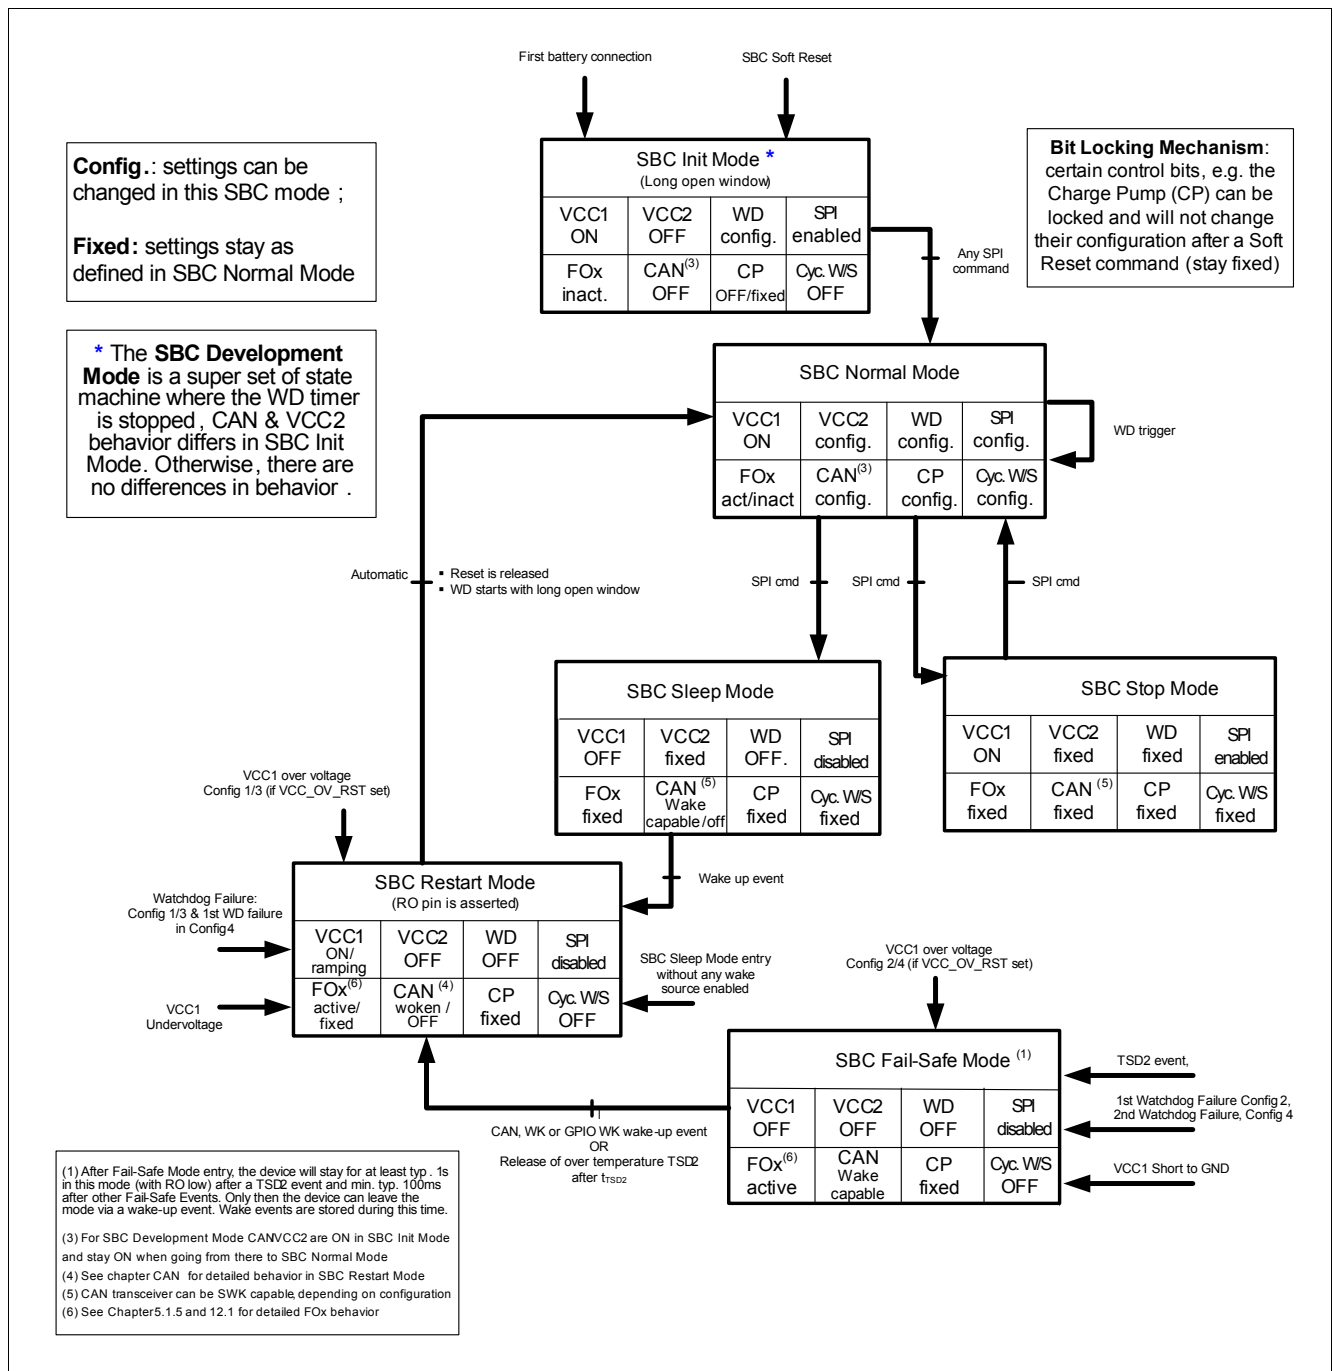 First battery connection
SBC Soft Reset
Config.: settings can be
changed in this SBC mode ;
Fixed: settings stay as
defined in SBC Normal Mode
SBC Init Mode *
(Long open window)
VCC1
ON
VCC2
OFF
WD
config.
SPI
enabled
FOx
inact.
CAN(3)
OFF
CP
OFF/fixed
Cyc. W/S
OFF
Bit Locking Mechanism:
certain control bits, e.g. the
Charge Pump (CP) can be
locked and will not change
their configuration after a Soft
Reset command (stay fixed)
Any SPI
command
* The SBC Development
Mode is a super set of state
machine where the WD timer
is stopped , CAN & VCC2
behavior differs in SBC Init
Mode. Otherwise, there are
no differences in behavior .
SBC Normal Mode
VCC1
ON
VCC2
config.
WD
config.
SPI
config.
FOx
act/inact
CAN(3)
config.
CP
config.
Cyc. W/S
config.
WD trigger
Automatic
▪ Reset is released
▪ WD starts with long open window
SPI cmd
SPI cmd
SPI cmd
SBC Sleep Mode
VCC1
OFF
VCC2
fixed
WD
OFF.
SPI
disabled
FOx
fixed
CAN (5)
Wake
capable/off
CP
fixed
Cyc. W/S
fixed
SBC Stop Mode
VCC1
ON
VCC2
fixed
WD
fixed
SPI
enabled
FOx
fixed
CAN (5)
fixed
CP
fixed
Cyc. W/S
fixed
VCC1 over voltage
Config 1/3 (if VCC_OV_RST set)
Wake up event
SBC Restart Mode
(RO pin is asserted)
VCC1
ON/
ramping
VCC2
OFF
WD
OFF
SPI
disabled
FOx(6)
active/
fixed
CAN (4)
woken /
OFF
CP
fixed
Cyc. W/S
OFF
Watchdog Failure:
Config 1/3 & 1st WD failure
in Config4
VCC1
Undervoltage
SBC Sleep Mode entry
without any wake
source enabled
VCC1 over voltage
Config 2/4 (if VCC_OV_RST set)
SBC Fail-Safe Mode (1)
VCC1
OFF
VCC2
OFF
WD
OFF
SPI
disabled
FOx(6)
active
CAN
Wake
capable
CP
fixed
Cyc. W/S
OFF
TSD2 event,
1st Watchdog Failure Config 2,
2nd Watchdog Failure, Config 4
VCC1 Short to GND
CAN, WK or GPIO WK wake-up event
OR
Release of over temperature TSD2
after tTSD2
(1) After Fail-Safe Mode entry, the device will stay for at least typ. 1s
in this mode (with RO low) after a TSD2 event and min. typ. 100ms
after other Fail-Safe Events. Only then the device can leave the
mode via a wake-up event. Wake events are stored during this time.
(3) For SBC Development Mode CAN/VCC2 are ON in SBC Init Mode
and stay ON when going from there to SBC Normal Mode
(4) See chapter CAN for detailed behavior in SBC Restart Mode
(5) CAN transceiver can be SWK capable, depending on configuration
(6) See Chapter 5.1.5 and 12.1 for detailed FOx behavior